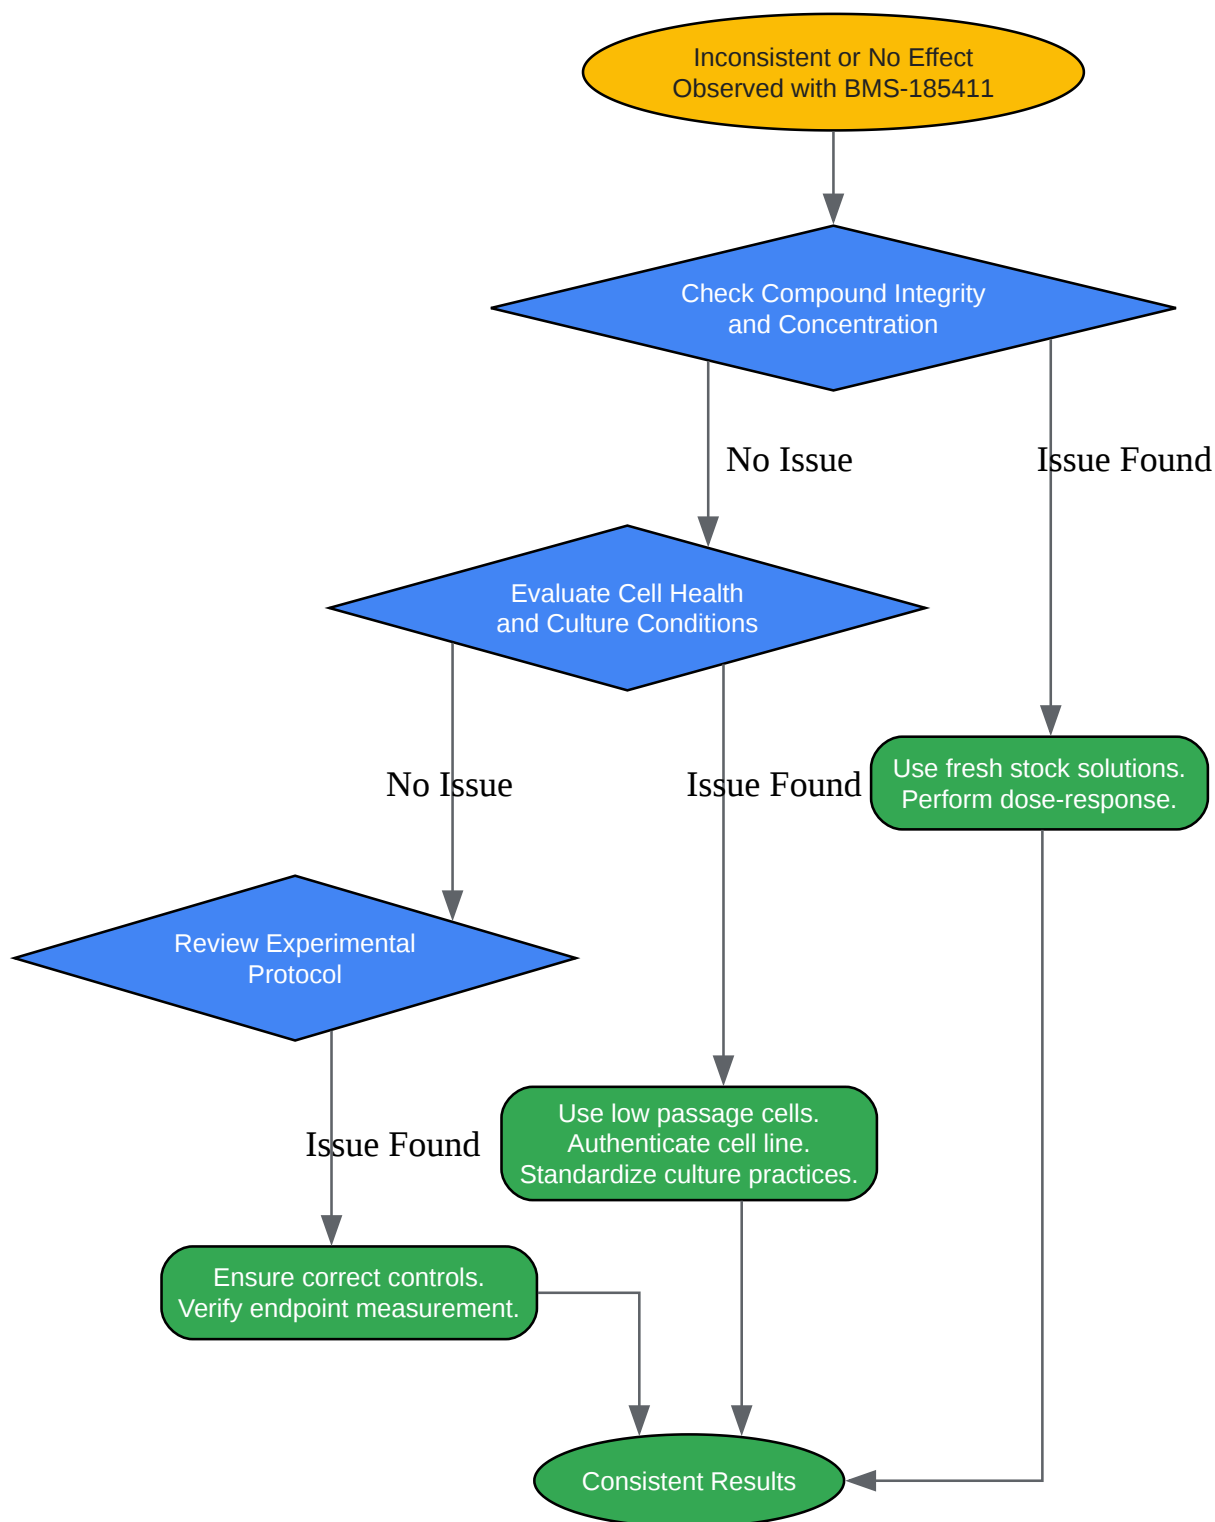 Inconsistent or No Effect
Observed with BMS-185411
Check Compound Integrity
and Concentration
No Issue
Issue Found
Evaluate Cell Health
and Culture Conditions
No Issue
Issue Found
Use fresh stock solutions.
Perform dose-response.
Review Experimental
Protocol
Issue Found
Use low passage cells.
Authenticate cell line.
Standardize culture practices.
Ensure correct controls.
Verify endpoint measurement.
Consistent Results